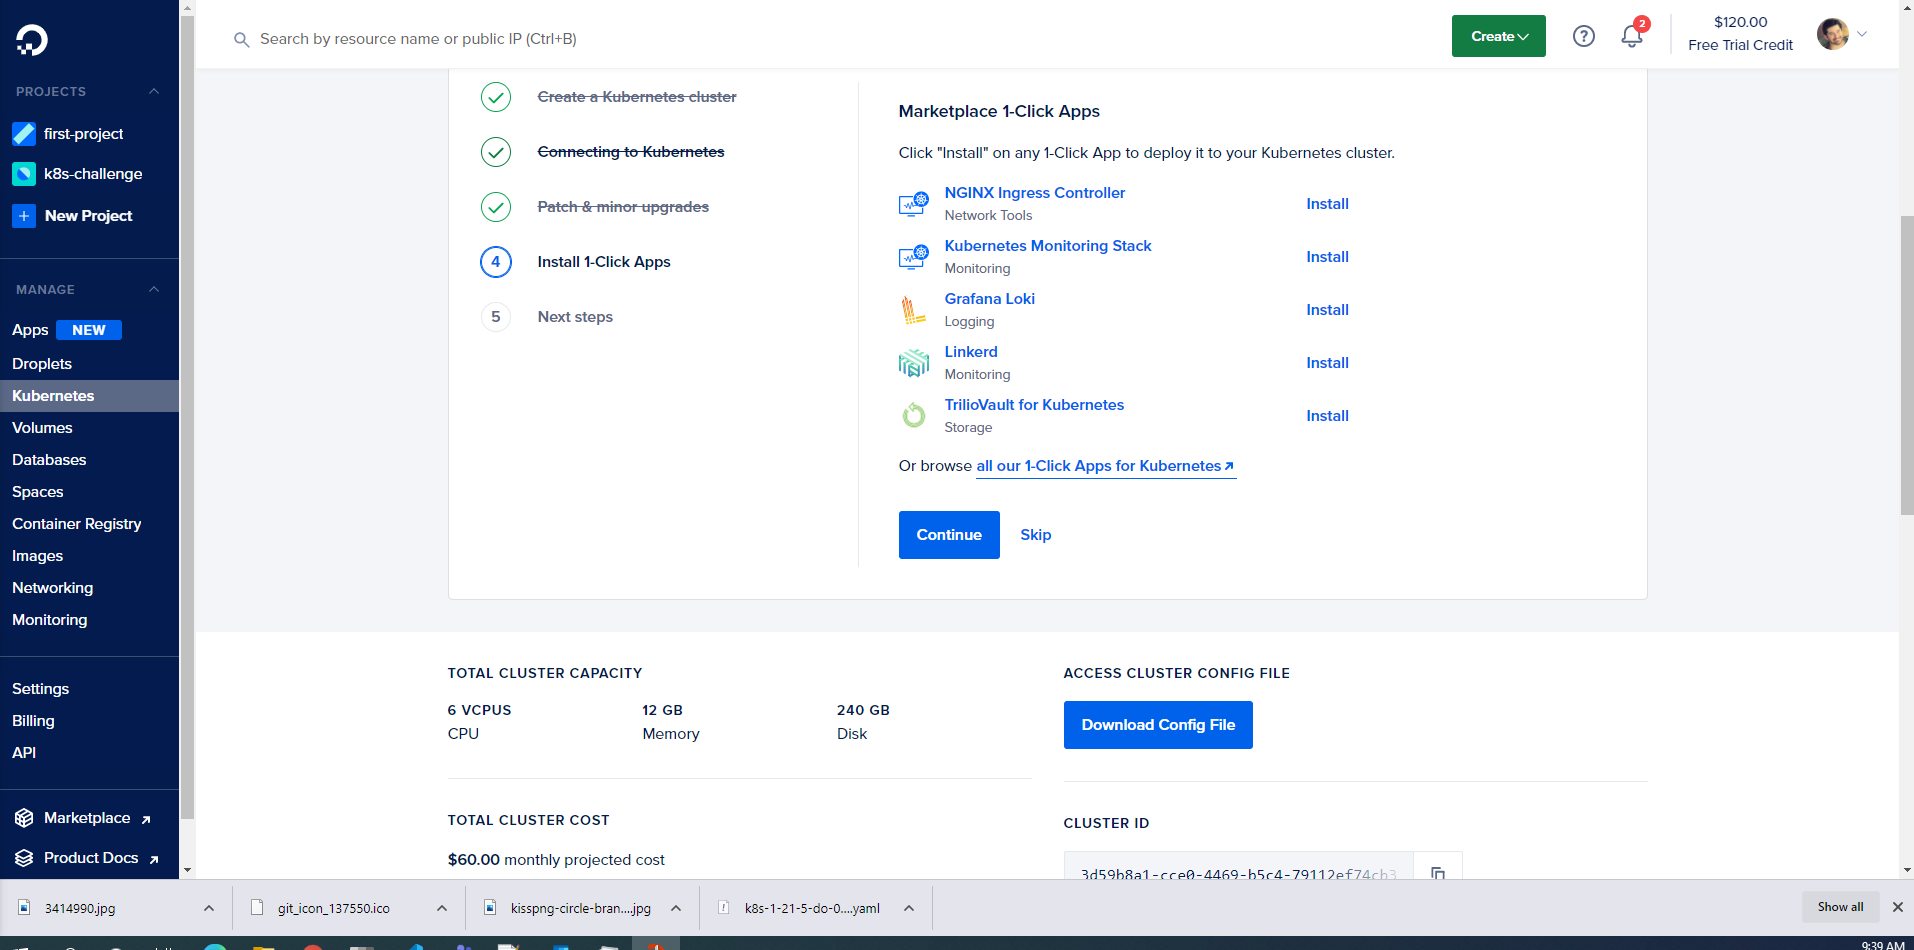 Search by resource name or public IP (Ctrl+B)
Create
?
2
$120.00
Free Trial Credit
PROJECTS
first-project
k8s-challenge
+ New Project
MANAGE
Apps NEW
Droplets
Kubernetes
Volumes
Databases
Spaces
Container Registry
Images
Networking
Monitoring
Settings
Billing
API
Marketplace
Product Docs
Create a Kubernetes cluster
Connecting to Kubernetes
Patch & minor upgrades
4 Install 1-Click Apps
5 Next steps
Marketplace 1-Click Apps
Click "Install" on any 1-Click App to deploy it to your Kubernetes cluster.
NGINX Ingress Controller
Network Tools
Install
Kubernetes Monitoring Stack
Monitoring
Install
Grafana Loki
Logging
Install
Linkerd
Monitoring
Install
TrilioVault for Kubernetes
Storage
Install
Or browse all our 1-Click Apps for Kubernetes
Continue Skip
TOTAL CLUSTER CAPACITY
6 VCPUS 12 GB 240 GB
CPU Memory Disk
TOTAL CLUSTER COST
$60.00 monthly projected cost
ACCESS CLUSTER CONFIG FILE
Download Config File
CLUSTER ID
3d59b8a1-cce0-4469-b5c4-79112ef74cb3
3414990.jpg
git_icon_137550.ico
kisspng-circle-bran....jpg
k8s-1-21-5-do-0....yaml
Show all
9:39 AM